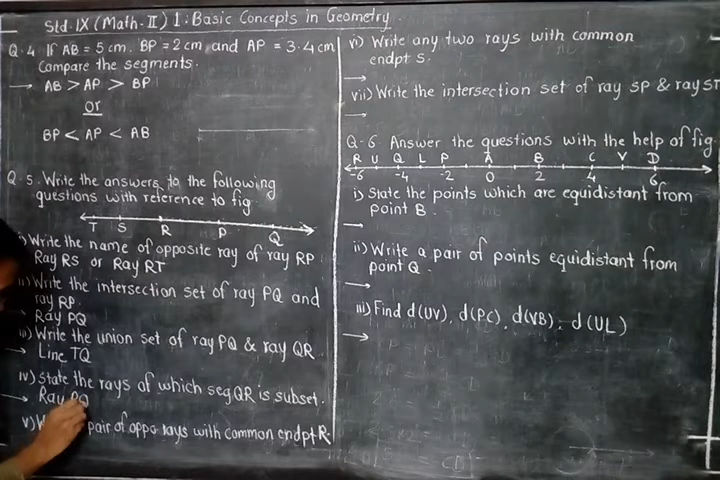 Std. IX (Math-II) 1. Basic Concepts in Geometry.
Q.4 If AB = 5 cm. BP = 2 cm and AP = 3.4 cm
Compare the segments.
→ AB > AP > BP
or
BP < AP < AB
Q.5. Write the answers to the following
questions with reference to fig.
T S R P Q
i) Write the name of opposite ray of ray RP
Ray RS or Ray RT
ii) Write the intersection set of ray PQ and
ray RP.
→ Ray PQ
iii) Write the union set of ray PQ & ray QR.
→ Line TQ
iv) State the rays of which seg QR is subset.
→ Ray
v) pair of oppo. rays with common endpt R
vi) Write any two rays with common
endpt S.
→
vii) Write the intersection set of ray SP & ray ST
→
Q.6 Answer the questions with the help of fig.
R U Q L P A B C V D
-6 -4 -2 0 2 4 6
i) State the points which are equidistant from
point B.
→
ii) Write a pair of points equidistant from
point Q.
→
iii) Find d(UV), d(PC), d(VB), d(UL)
→